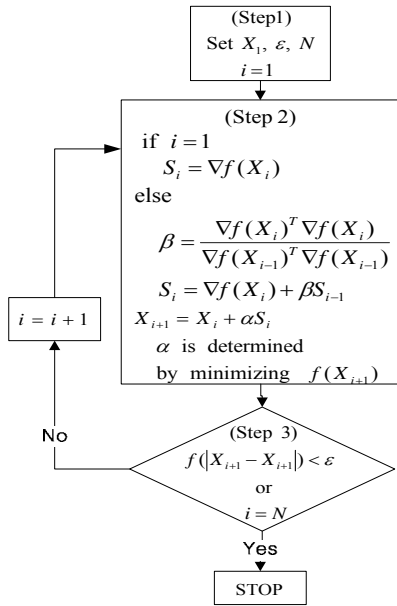 (Step1)
Set X₁, ε, N
i=1
(Step 2)
if i=1
Sᵢ = ∇f(Xᵢ)
else
β = ∇f(Xᵢ)ᵀ ∇f(Xᵢ) / ∇f(Xᵢ₋₁)ᵀ ∇f(Xᵢ₋₁)
Sᵢ = ∇f(Xᵢ) + βSᵢ₋₁
Xᵢ₊₁ = Xᵢ + αSᵢ
α is determined
by minimizing f(Xᵢ₊₁)
i = i + 1
No
(Step 3)
f(|Xᵢ₊₁ − Xᵢ₊₁|) < ε
or
i = N
Yes
STOP